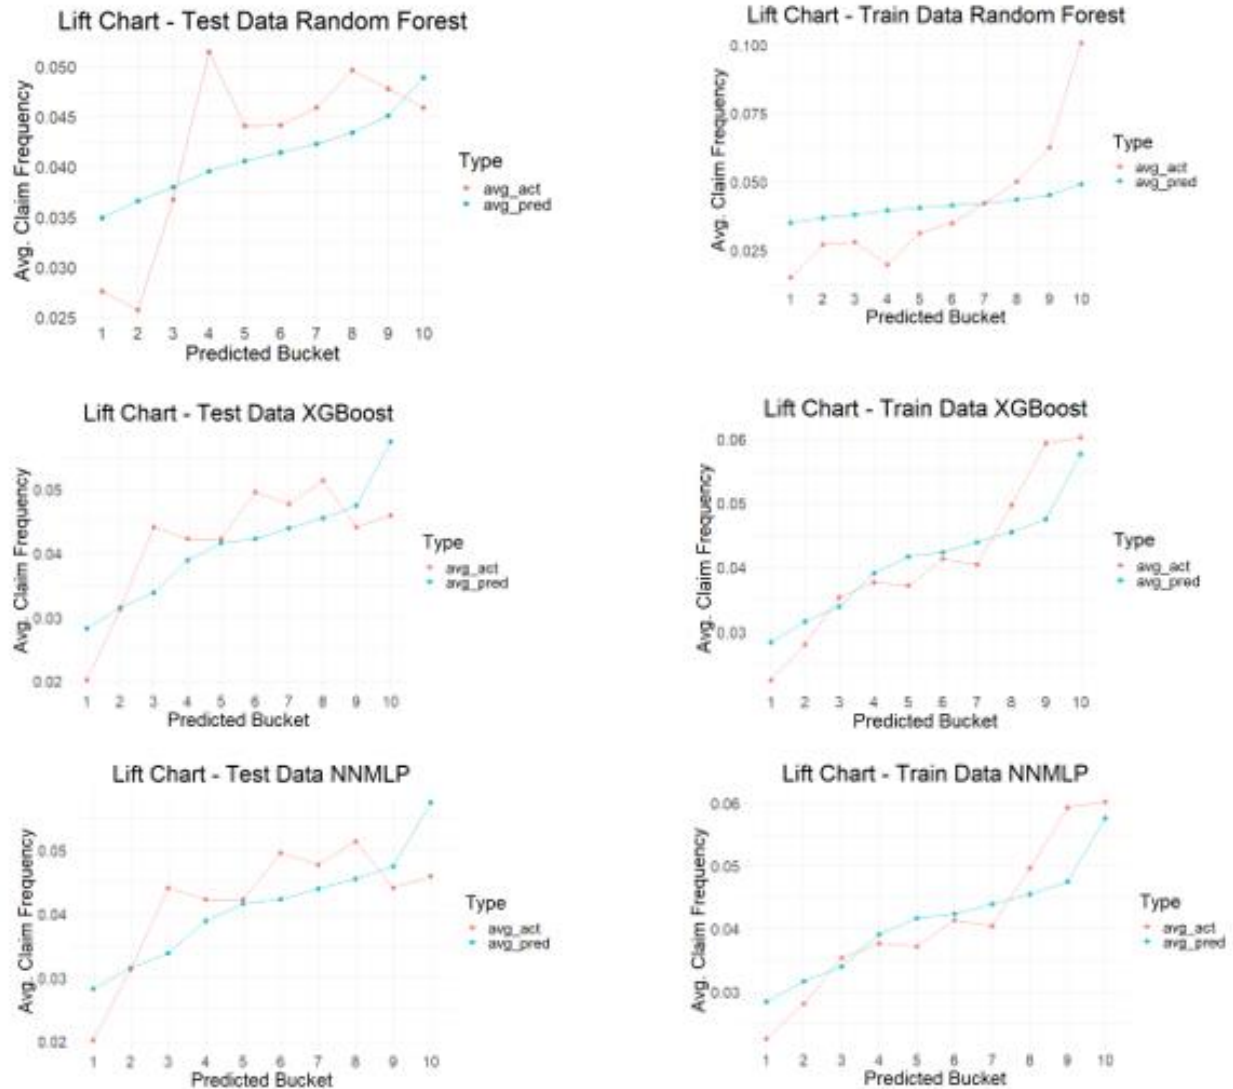 Lift Chart - Test Data Random Forest
Avg. Claim Frequency
0.050
0.045
0.040
0.035
0.030
0.025
1 2 3 4 5 6 7 8 9 10
Predicted Bucket
Type
avg_act
avg_pred
Lift Chart - Train Data Random Forest
Avg. Claim Frequency
0.100
0.075
0.050
0.025
1 2 3 4 5 6 7 8 9 10
Predicted Bucket
Type
avg_act
avg_pred
Lift Chart - Test Data XGBoost
Avg. Claim Frequency
0.05
0.04
0.03
0.02
1 2 3 4 5 6 7 8 9 10
Predicted Bucket
Type
avg_act
avg_pred
Lift Chart - Train Data XGBoost
Avg. Claim Frequency
0.06
0.05
0.04
0.03
1 2 3 4 5 6 7 8 9 10
Predicted Bucket
Type
avg_act
avg_pred
Lift Chart - Test Data NNMLP
Avg. Claim Frequency
0.05
0.04
0.03
0.02
1 2 3 4 5 6 7 8 9 10
Predicted Bucket
Type
avg_act
avg_pred
Lift Chart - Train Data NNMLP
Avg. Claim Frequency
0.06
0.05
0.04
0.03
1 2 3 4 5 6 7 8 9 10
Predicted Bucket
Type
avg_act
avg_pred